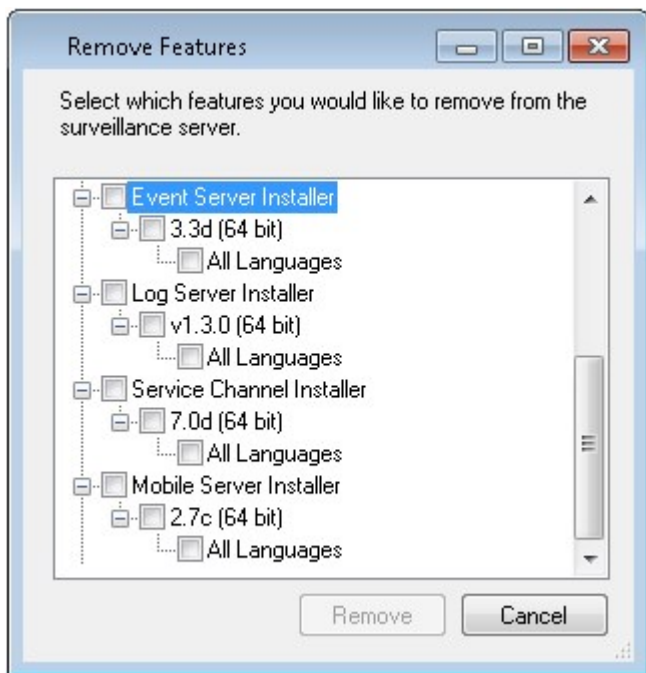 Remove Features
Select which features you would like to remove from the
surveillance server.
Event Server Installer
3.3d (64 bit)
All Languages
Log Server Installer
v1.3.0 (64 bit)
All Languages
Service Channel Installer
7.0d (64 bit)
All Languages
Mobile Server Installer
2.7c (64 bit)
All Languages
Remove
Cancel